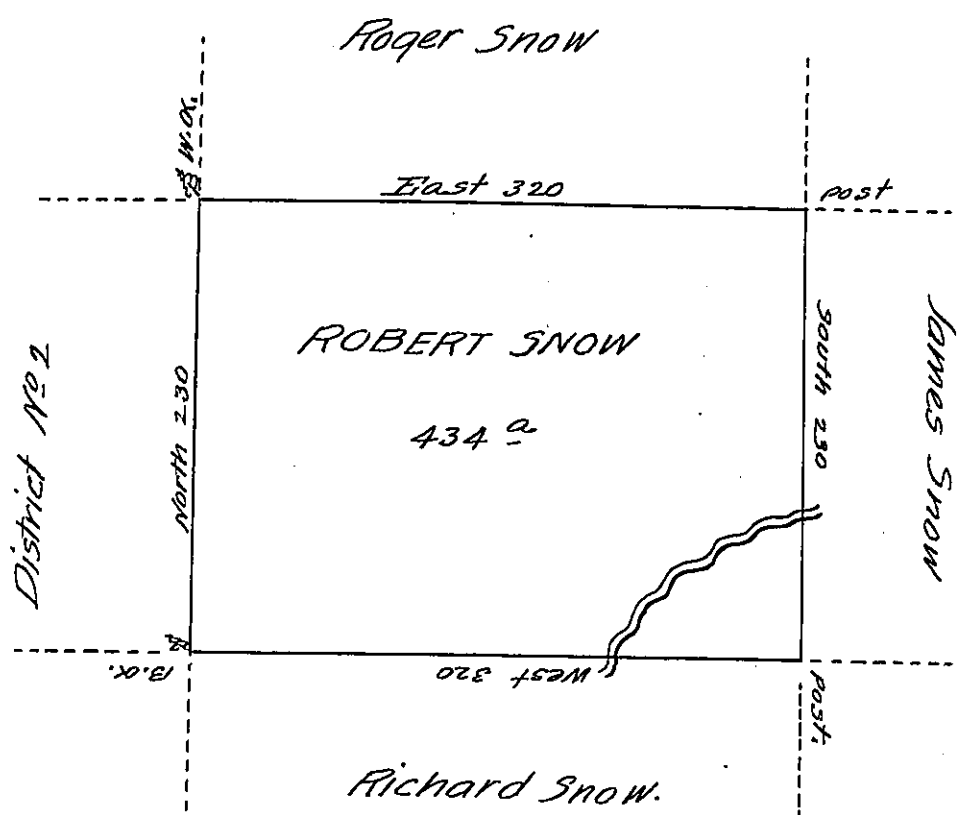 Roger Snow
W.O.
East 320
post
ROBERT SNOW
434 a
North 230
South 230
District No 2
James Snow
B.O.
West 320
Post.
Richard Snow.